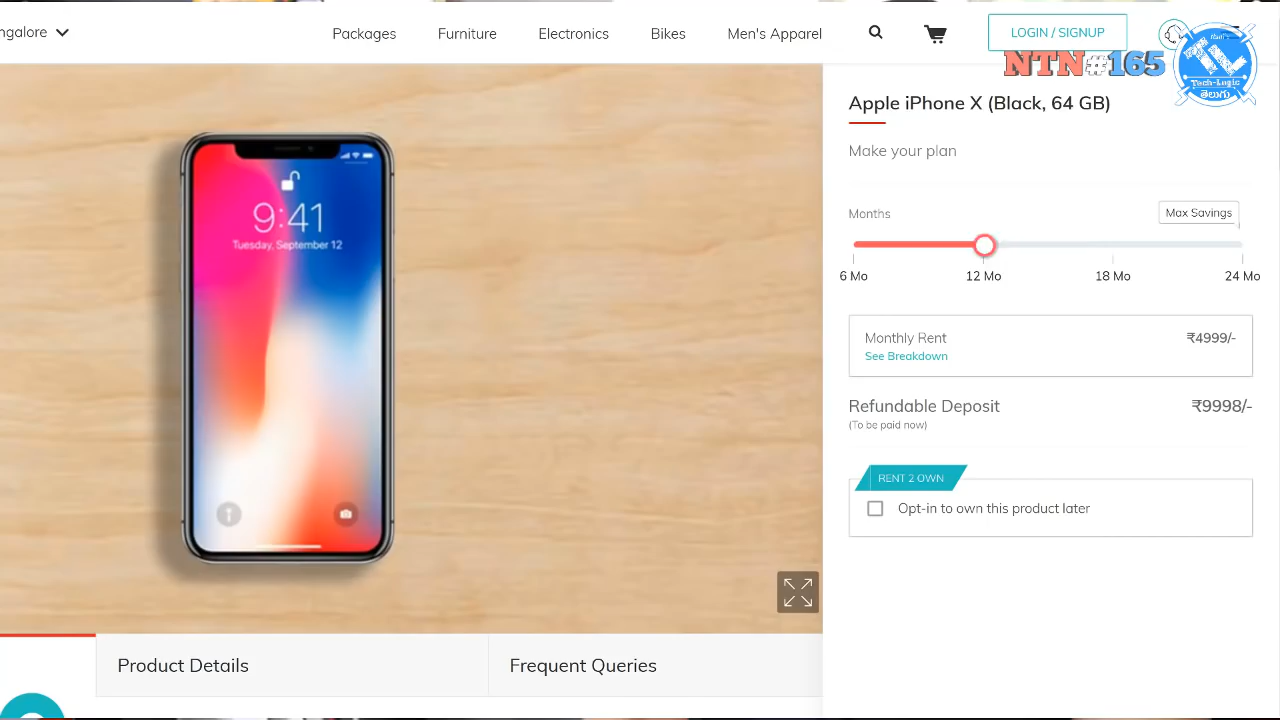 ngalore
Packages
Furniture
Electronics
Bikes
Men's Apparel
LOGIN / SIGNUP
NTN#165
Tech-Logic
తెలుగు
Apple iPhone X (Black, 64 GB)
Make your plan
Months
Max Savings
6 Mo
12 Mo
18 Mo
24 Mo
Monthly Rent
₹4999/-
See Breakdown
Refundable Deposit
₹9998/-
(To be paid now)
RENT 2 OWN
Opt-in to own this product later
9:41
Tuesday, September 12
Product Details
Frequent Queries